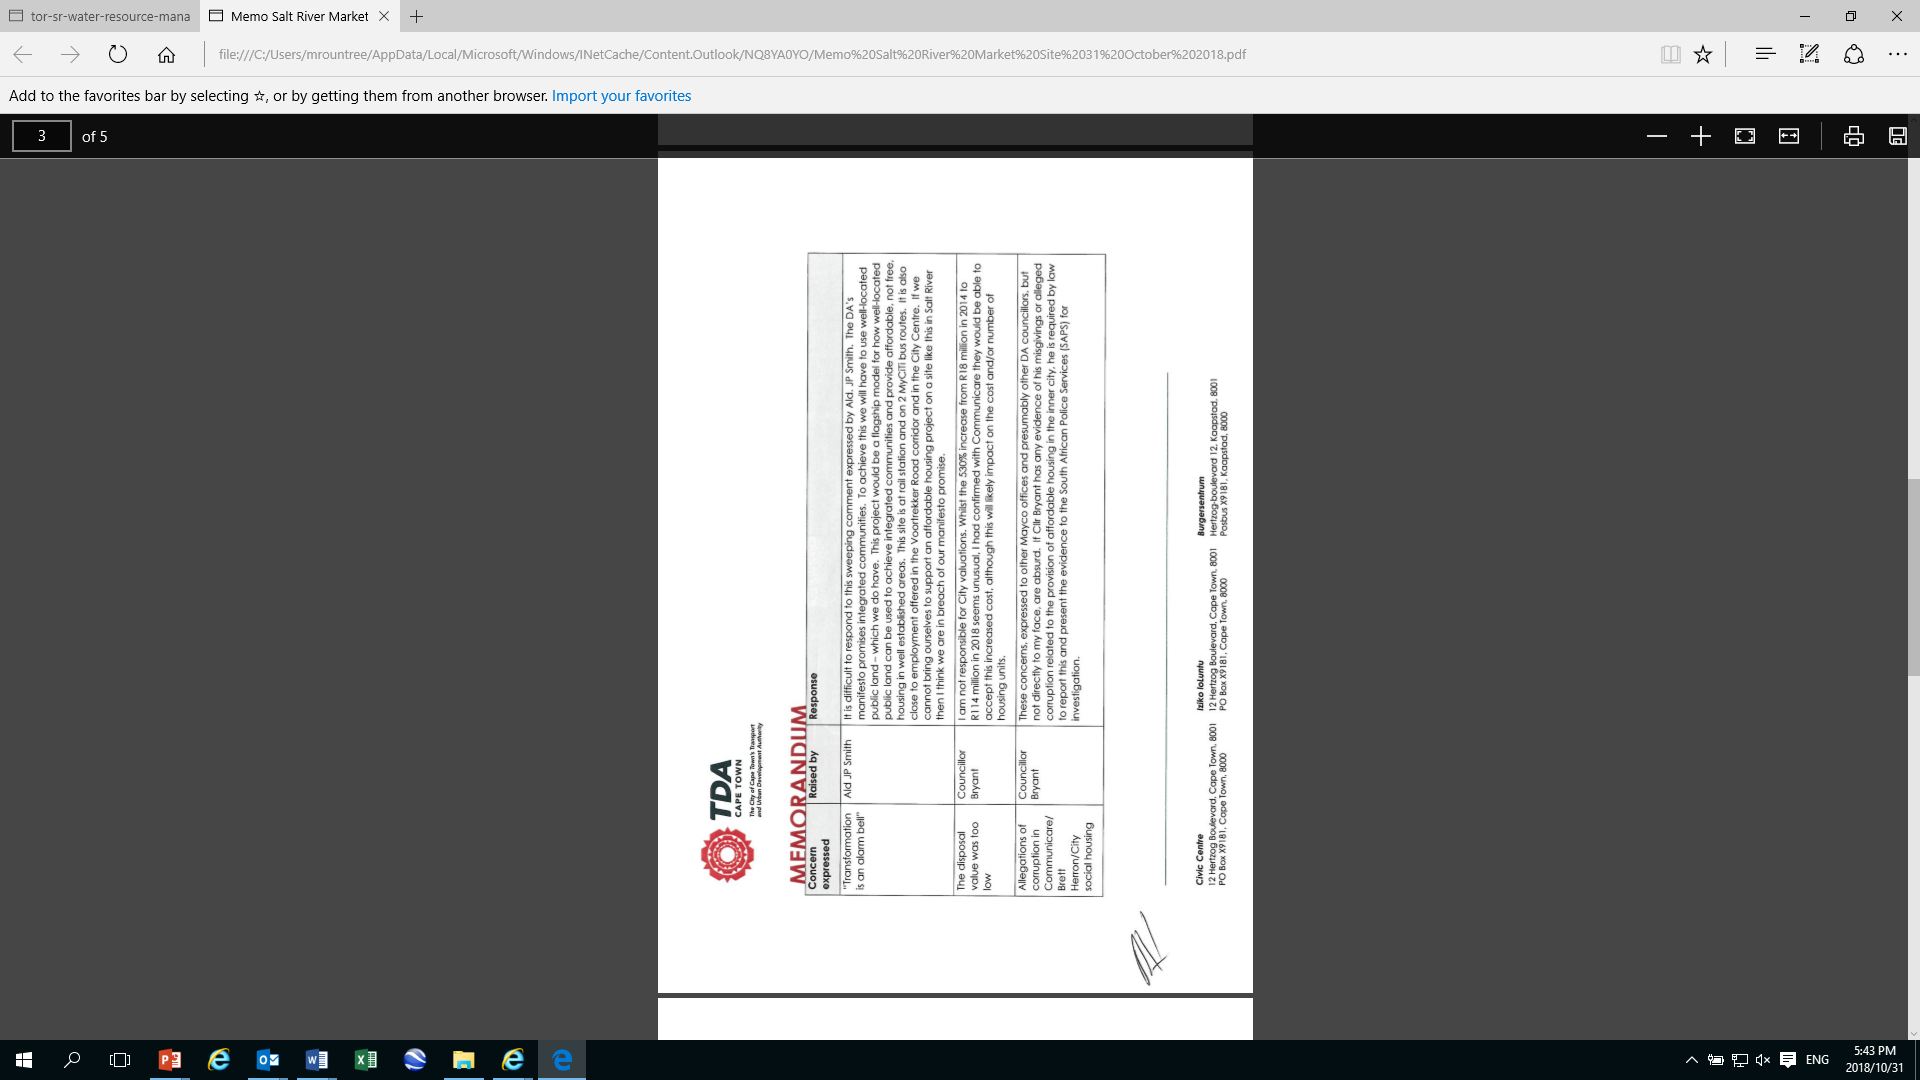 tor-sr-water-resource-mana
Memo Salt River Market
file:///C:/Users/mrountree/AppData/Local/Microsoft/Windows/INetCache/Content.Outlook/NQ8YA0YO/Memo%20Salt%20River%20Market%20Site%2031%20October%202018.pdf
Add to the favorites bar by selecting ☆, or by getting them from another browser. Import your favorites
3 of 5
TDA
CAPE TOWN
The City of Cape Town's Transport
and Urban Development Authority
MEMORANDUM
Concern
expressed
Raised by
Response
"Transformation
is an alarm bell"
Ald JP Smith
It is difficult to respond to this sweeping comment expressed by Ald. JP Smith. The DA's
manifesto promises integrated communities. To achieve this we will have to use well-located
public land – which we do have. This project would be a flagship model for how well-located
public land can be used to achieve integrated communities and provide affordable, not free,
housing in well established areas. This site is at rail station and on 2 MyCiTi bus routes. It is also
close to employment offered in the Voortrekker Road corridor and in the City Centre. If we
cannot bring ourselves to support an affordable housing project on a site like this in Salt River
then I think we are in breach of our manifesto promise.
The disposal
value was too
low
Councillor
Bryant
I am not responsible for City valuations. Whilst the 530% increase from R18 million in 2014 to
R114 million in 2018 seems unusual, I had confirmed with Communicare they would be able to
accept this increased cost, although this will likely impact on the cost and/or number of
housing units.
Allegations of
corruption in
Communicare/
Brett
Herron/City
social housing
Councillor
Bryant
These concerns, expressed to other Mayco offices and presumably other DA councillors, but
not directly to my face, are absurd. If Cllr Bryant has any evidence of his misgivings or alleged
corruption related to the provision of affordable housing in the inner city, he is required by law
to report this and present the evidence to the South African Police Services (SAPS) for
investigation.
Civic Centre
12 Hertzog Boulevard, Cape Town, 8001
PO Box X9181, Cape Town, 8000
Iziko loLuntu
12 Hertzog Boulevard, Cape Town, 8001
PO Box X9181, Cape Town, 8000
Burgersentrum
Hertzog-boulevard 12, Kaapstad, 8001
Posbus X9181, Kaapstad, 8000
ENG
5:43 PM
2018/10/31